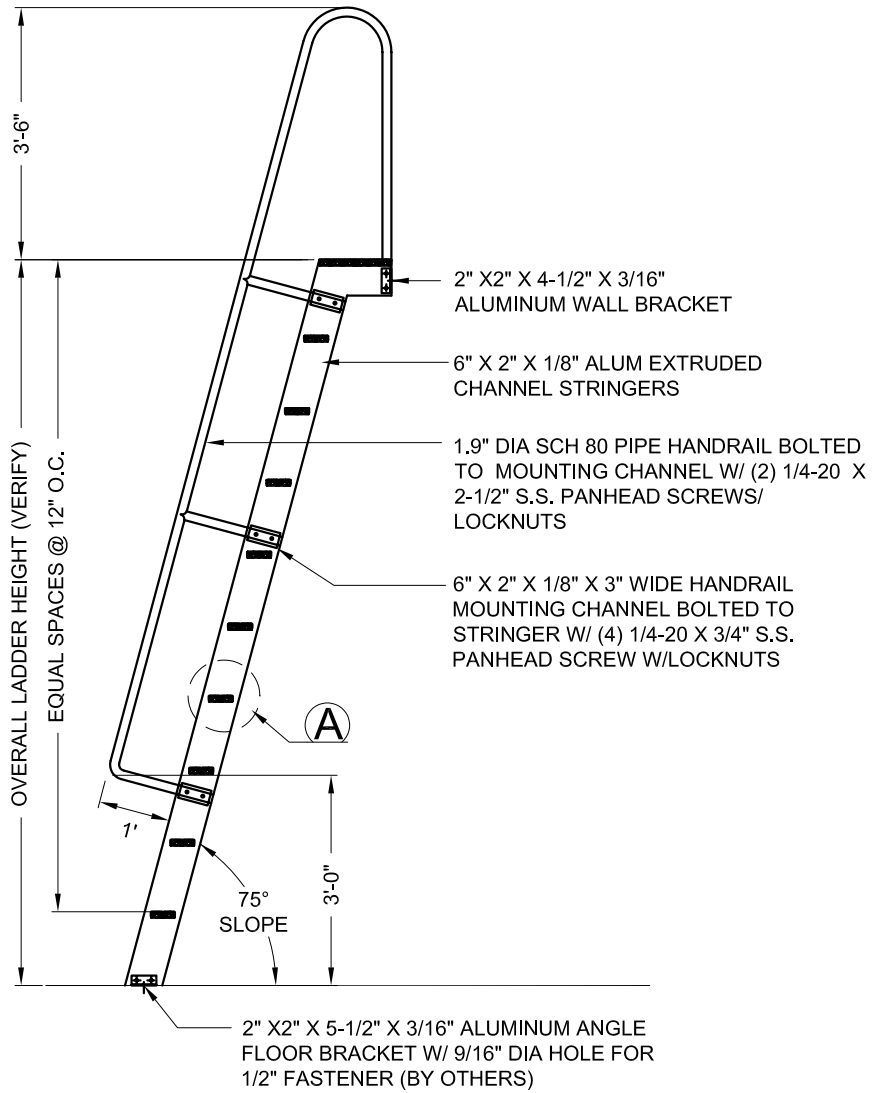 3'-6"
2" X2" X 4-1/2" X 3/16"
ALUMINUM WALL BRACKET
6" X 2" X 1/8" ALUM EXTRUDED
CHANNEL STRINGERS
1.9" DIA SCH 80 PIPE HANDRAIL BOLTED
TO MOUNTING CHANNEL W/ (2) 1/4-20 X
2-1/2" S.S. PANHEAD SCREWS/
LOCKNUTS
6" X 2" X 1/8" X 3" WIDE HANDRAIL
MOUNTING CHANNEL BOLTED TO
STRINGER W/ (4) 1/4-20 X 3/4" S.S.
PANHEAD SCREW W/LOCKNUTS
OVERALL LADDER HEIGHT (VERIFY)
EQUAL SPACES @ 12" O.C.
A
1'
75°
SLOPE
3'-0"
2" X2" X 5-1/2" X 3/16" ALUMINUM ANGLE
FLOOR BRACKET W/ 9/16" DIA HOLE FOR
1/2" FASTENER (BY OTHERS)